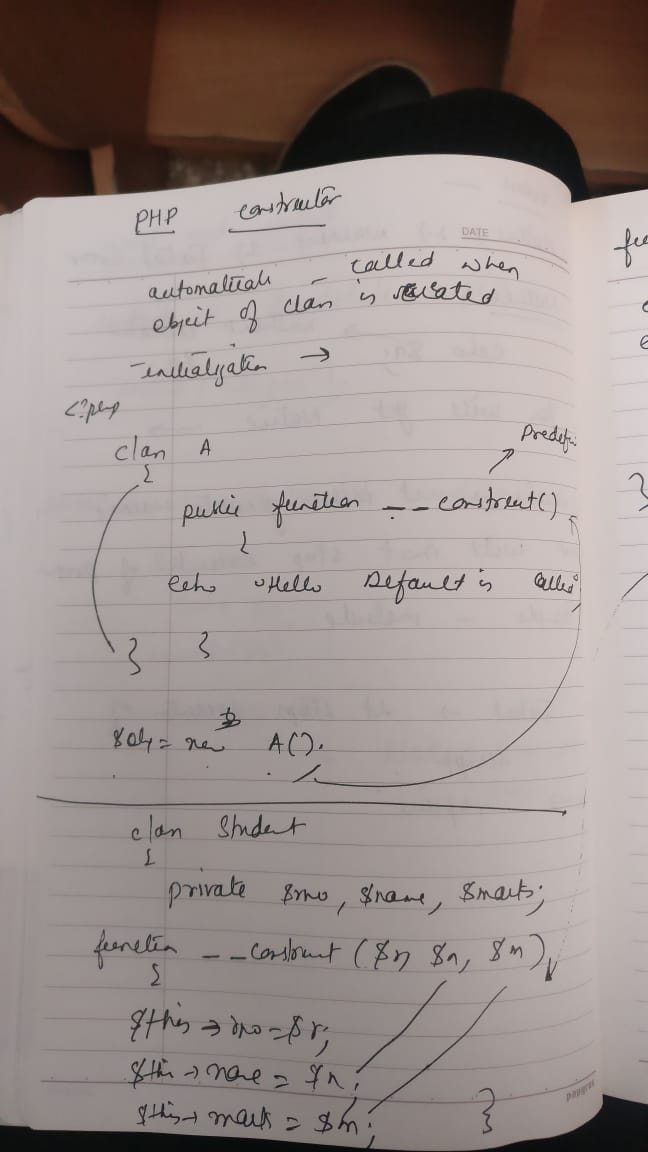 PHP constructor
DATE
automatical - called when
object of class is created
- initialization →
<?php
class A
Predefi
{
public function __construct()
{
echo "Hello Default is called
} }
$obj = new A();
class Student
{
private $rno, $name, $marks;
function __construct ($r, $n, $m)
{
$this → rno = $r;
$this → name = $n;
$this → mark = $m;
}
papyrus